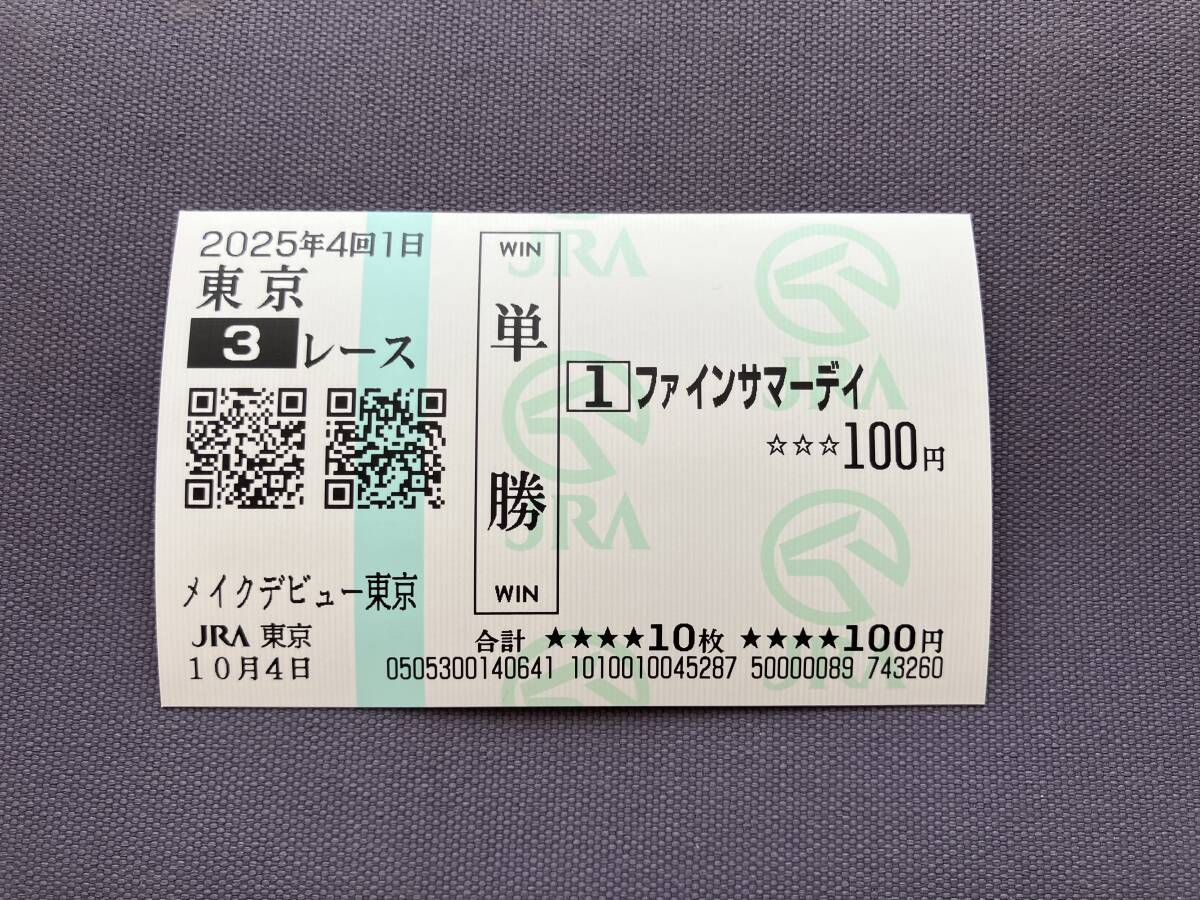 2025年4回1日
東京
3レース
メイクデビュー東京
JRA 東京
10月4日
WIN
単勝
WIN
1 ファインサマーデイ
☆☆☆100円
合計 ★★★★10枚 ★★★★100円
0505300140641 1010010045287 50000089 743260
JRA
JRA
JRA
JRA